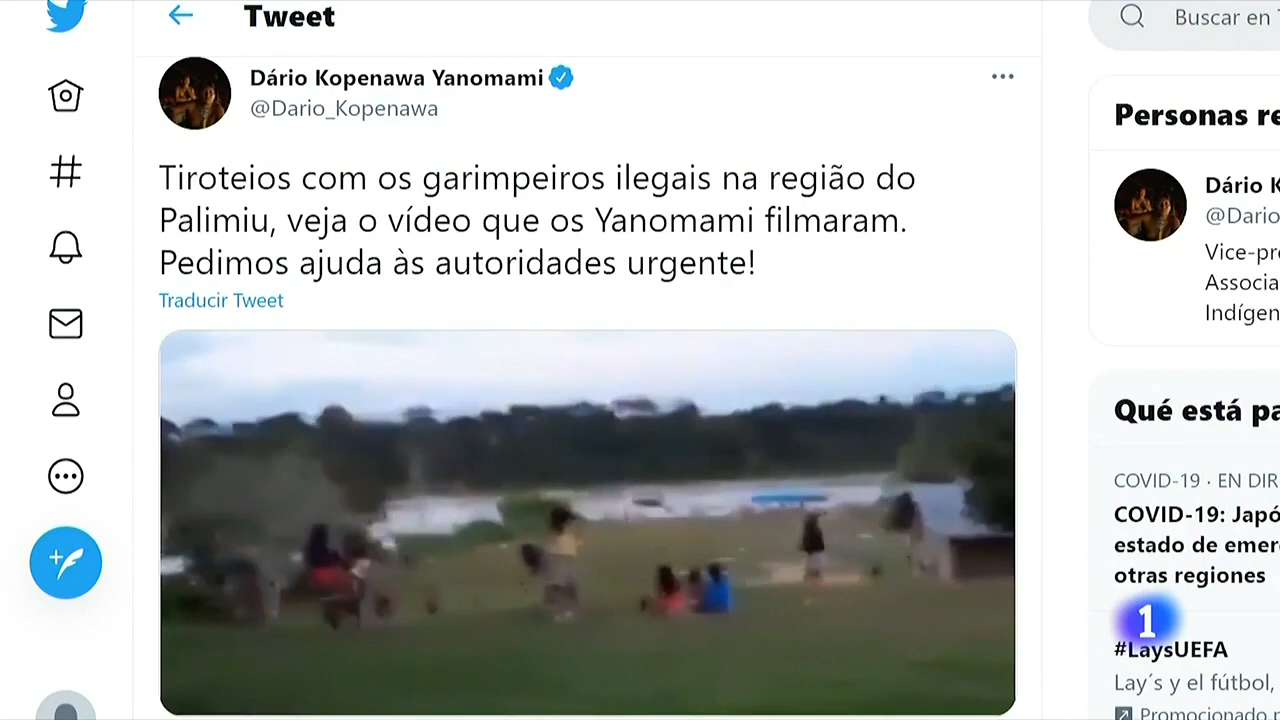 Tweet
Buscar en
Dário Kopenawa Yanomami
@Dario_Kopenawa
Tiroteios com os garimpeiros ilegais na região do
Palimiu, veja o vídeo que os Yanomami filmaram.
Pedimos ajuda às autoridades urgente!
Traducir Tweet
Personas re
Dário K
@Dario
Vice-pr
Associa
Indígen
Qué está pa
COVID-19 · EN DIR
COVID-19: Japó
estado de emer
otras regiones
1
#LaysUEFA
Lay´s y el fútbol,
Promocionado